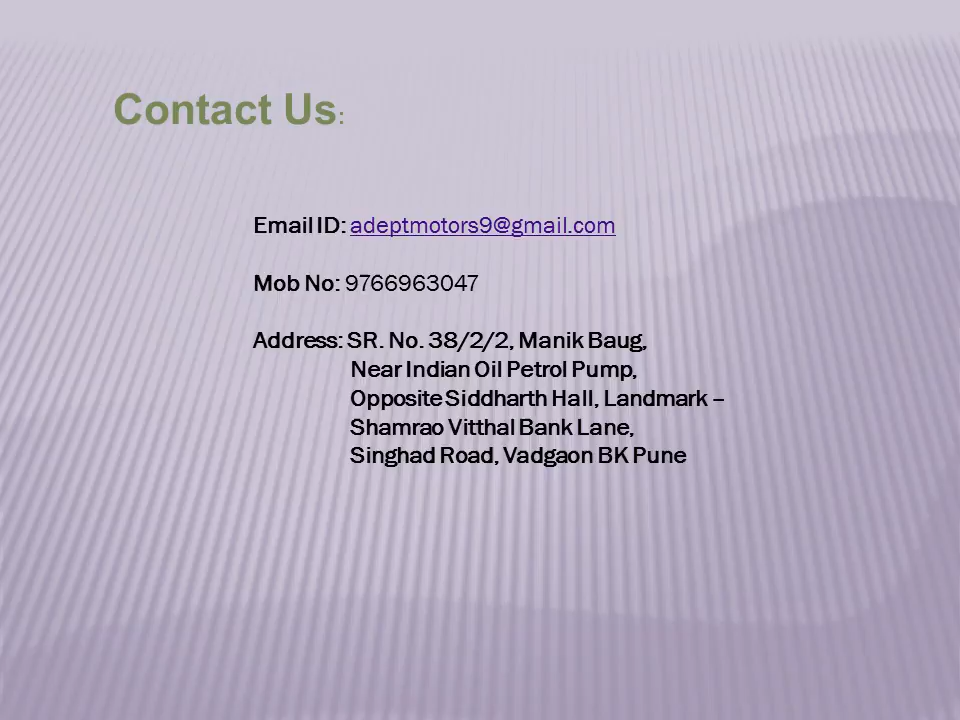 Contact Us:
Email ID: adeptmotors9@gmail.com
Mob No: 9766963047
Address: SR. No. 38/2/2, Manik Baug,
Near Indian Oil Petrol Pump,
Opposite Siddharth Hall, Landmark –
Shamrao Vitthal Bank Lane,
Singhad Road, Vadgaon BK Pune